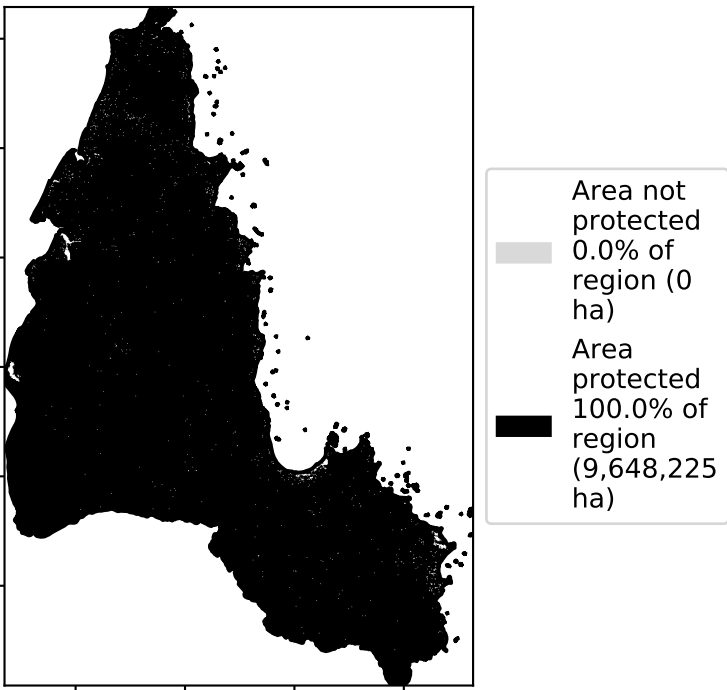 Area not
protected
0.0% of
region (0
ha)
Area
protected
100.0% of
region
(9,648,225
ha)